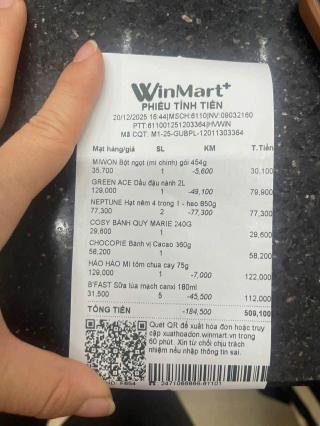 WinMart+
PHIẾU TÍNH TIỀN
20/12/2025 16:44|MSCH:6110|NV:09032160
PTT:611001251203364|HVWIN
Mã CQT: M1-25-GUBPL-12011303364
Mặt hàng/giá SL KM T.Tiền
MIWON Bột ngọt (mì chính) gói 454g
35,700 1 -5,600 30,100
GREEN ACE Dầu đậu nành 2L
129,000 1 -49,100 79,900
NEPTUNE Hạt nêm 4 trong 1 - heo 850g
77,300 2 -77,300 77,300
COSY BÁNH QUY MARIE 240G
29,600 1 29,600
CHOCOPIE Bánh vị Cacao 360g
58,200 1 58,200
HẢO HẢO Mì tôm chua cay 75g
129,000 1 -7,000 122,000
B'FAST Sữa lúa mạch canxi 180ml
31,500 5 -45,500 112,000
TỔNG TIỀN -184,500 509,100
Quét QR để xuất hóa đơn hoặc truy
cập xuathoadon.winmart.vn trong
60 phút. Xin từ chối chịu trách
nhiệm nếu nhập thông tin sai.